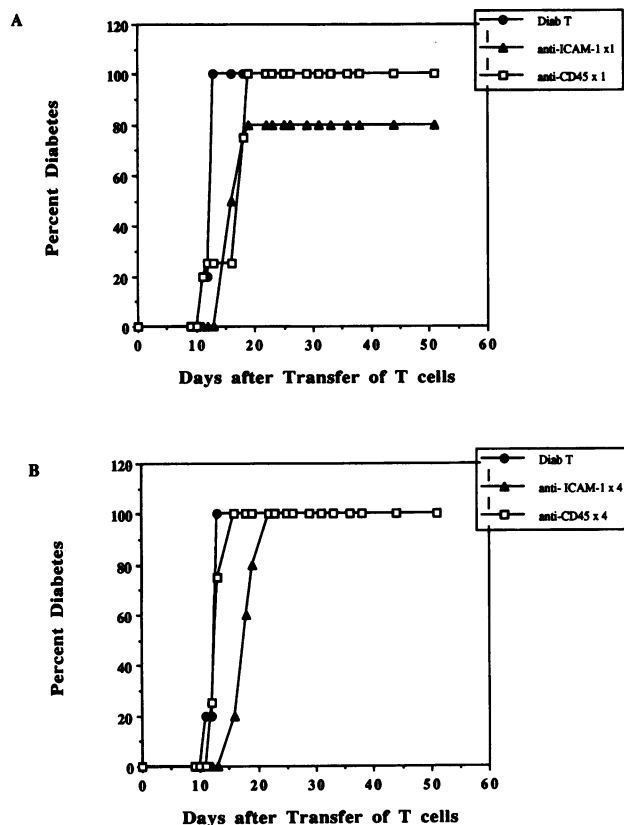 A
Diab T
anti-ICAM-1 x1
anti-CD45 x 1
120
100
80
60
40
20
0
Percent Diabetes
0 10 20 30 40 50 60
Days after Transfer of T cells
B
Diab T
anti- ICAM-1 x 4
anti-CD45 x 4
120
100
80
60
40
20
0
Percent Diabetes
0 10 20 30 40 50 60
Days after Transfer of T cells